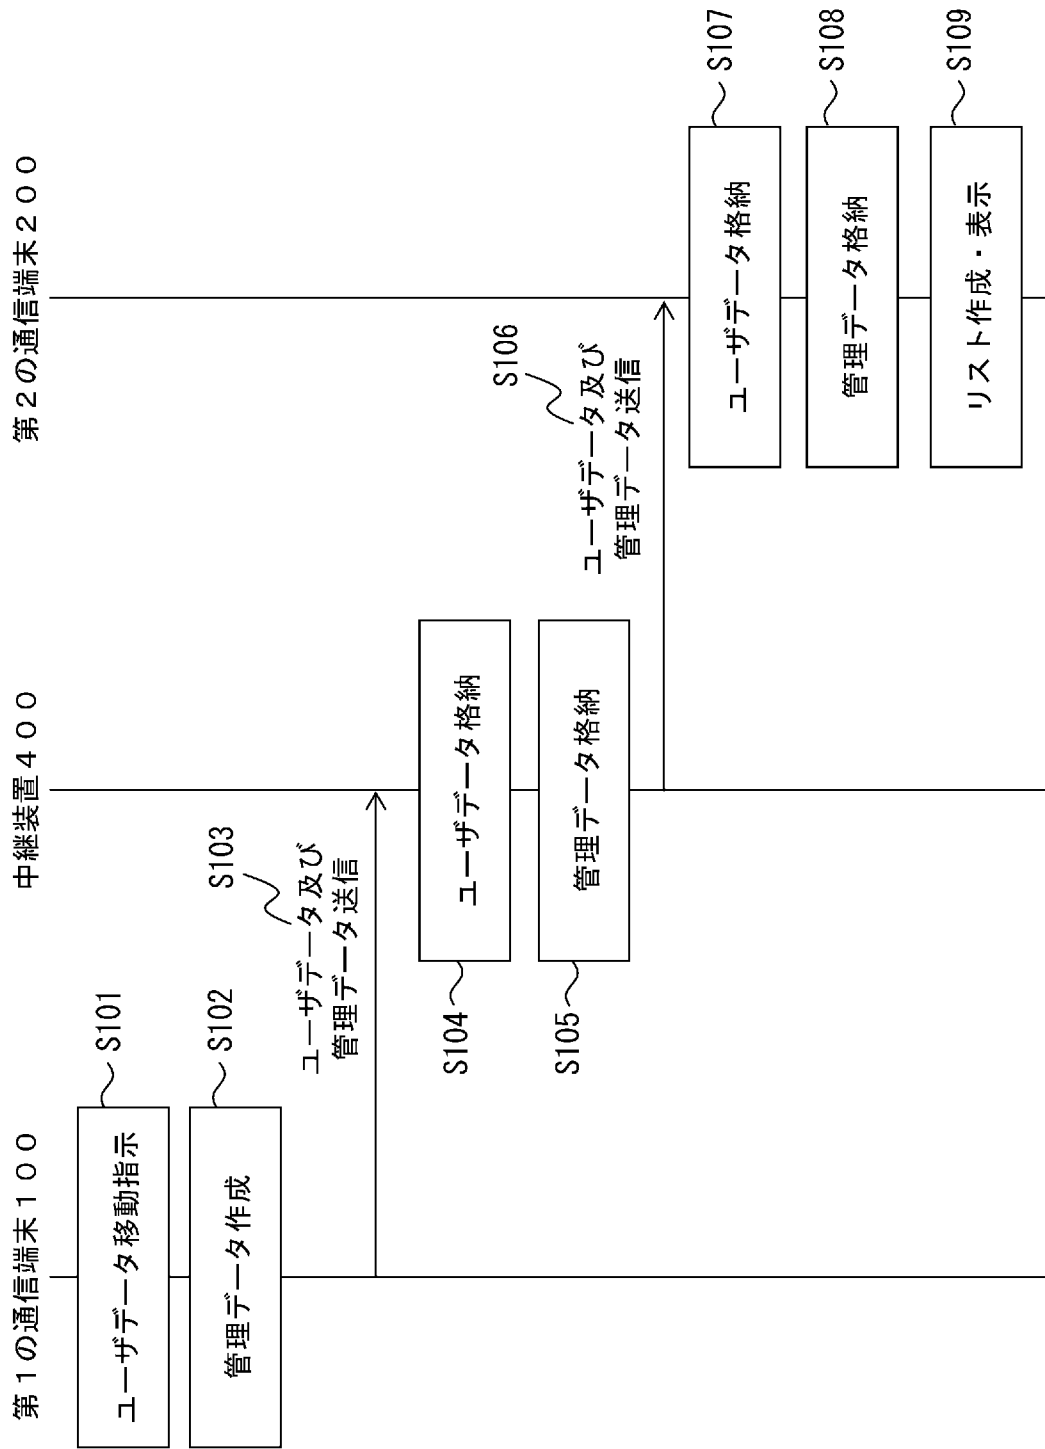 第１の通信端末１００
中継装置４００
第２の通信端末２００
ユーザデータ移動指示
S101
管理データ作成
S102
S103
ユーザデータ及び
管理データ送信
ユーザデータ格納
S104
管理データ格納
S105
S106
ユーザデータ及び
管理データ送信
ユーザデータ格納
S107
管理データ格納
S108
リスト作成・表示
S109